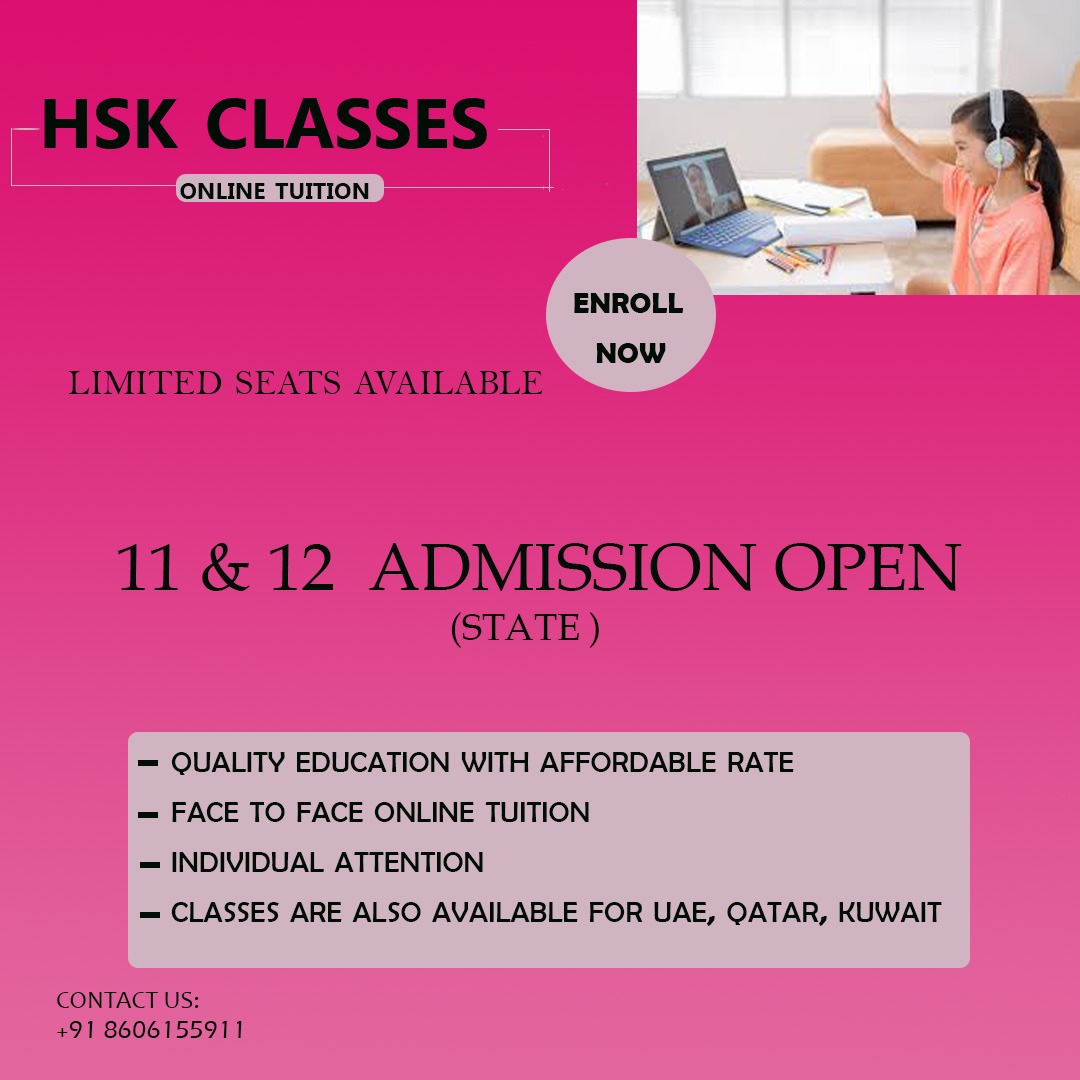 HSK CLASSES
ONLINE TUITION
ENROLL
NOW
LIMITED SEATS AVAILABLE
11 & 12 ADMISSION OPEN
(STATE )
– QUALITY EDUCATION WITH AFFORDABLE RATE
– FACE TO FACE ONLINE TUITION
– INDIVIDUAL ATTENTION
– CLASSES ARE ALSO AVAILABLE FOR UAE, QATAR, KUWAIT
CONTACT US:
+91 8606155911